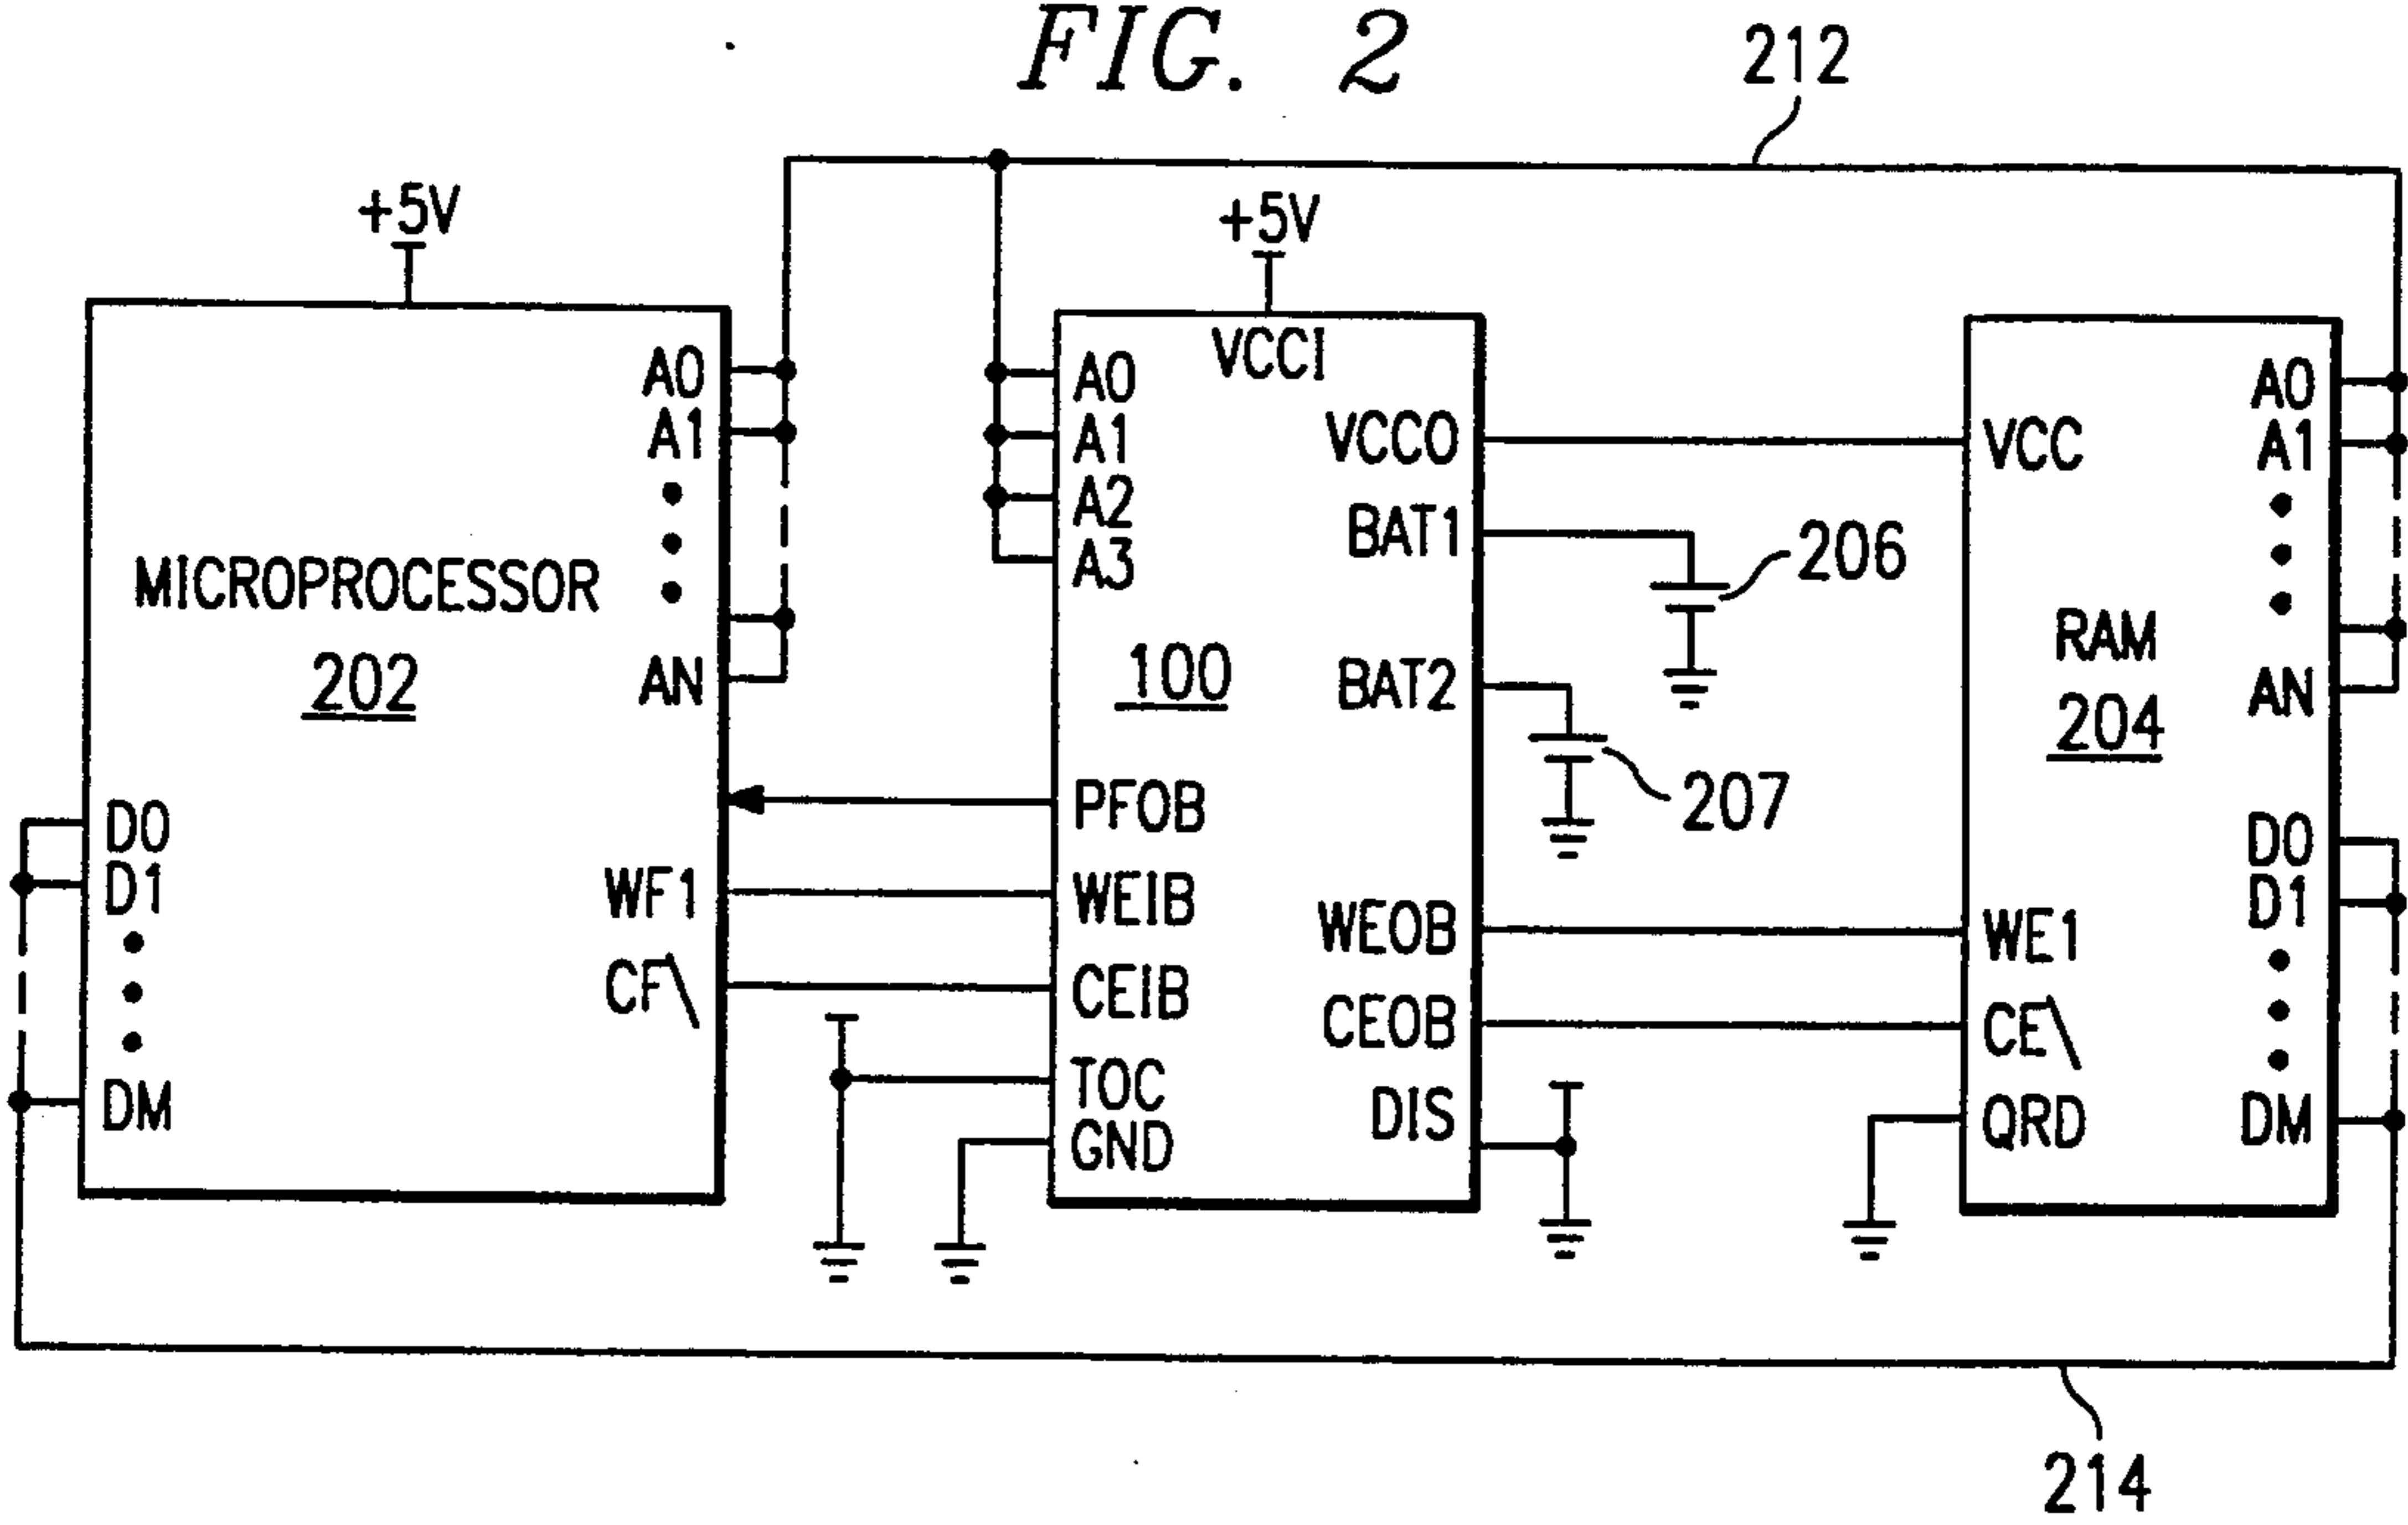 FIG. 2
212
+5V
+5V
MICROPROCESSOR
202
A0
A1
AN
D0
D1
DM
WF1
CF\
VCCI
A0
A1
A2
A3
100
PFOB
WEIB
CEIB
TOC
GND
VCCO
BAT1
BAT2
WEOB
CEOB
DIS
206
207
VCC
RAM
204
WE1
CE\
QRD
A0
A1
AN
D0
D1
DM
214